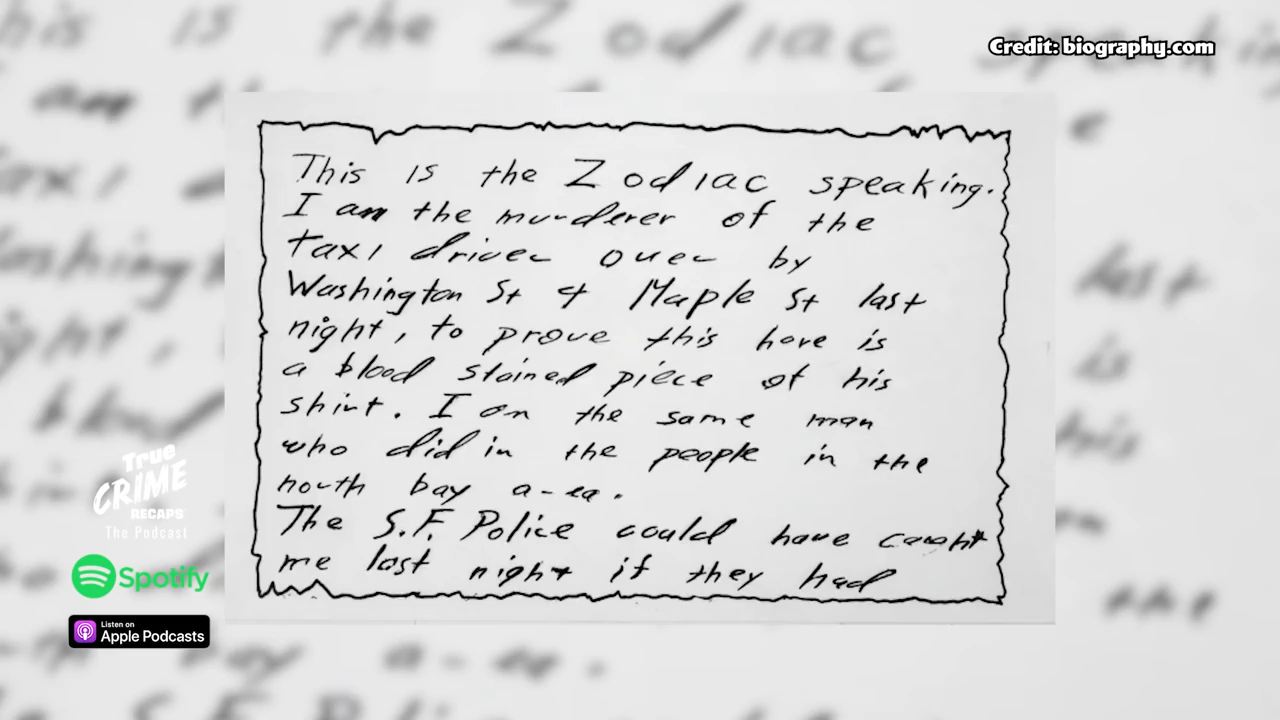 Credit: biography.com
This is the Zodiac speaking.
I am the murderer of the
taxi driver over by
Washington St & Maple St last
night, to prove this here is
a blood stained piece of his
shirt. I am the same man
who did in the people in the
north bay area.
The S.F. Police could have caught
me last night if they had
True
CRIME
RECAPS
The Podcast
Spotify
Listen on
Apple Podcasts